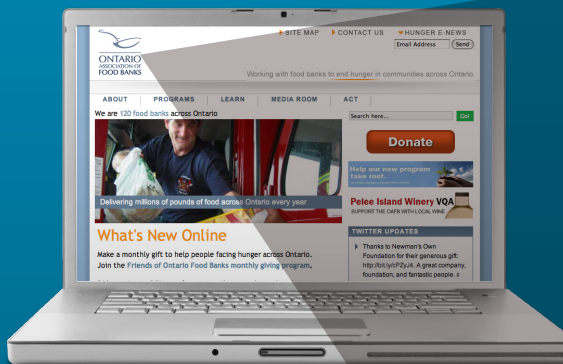 SITE MAP
CONTACT US
HUNGER E-NEWS
Email Address
Send
ONTARIO
ASSOCIATION OF
FOOD BANKS
Working with food banks to end hunger in communities across Ontario
ABOUT
PROGRAMS
LEARN
MEDIA ROOM
ACT
We are 120 food banks across Ontario
Search here...
Go!
Donate
Help our new program
take root.
Delivering millions of pounds of food across Ontario every year
Pelee Island Winery VQA
SUPPORT THE OAFB WITH LOCAL WINE
What's New Online
TWITTER UPDATES
Make a monthly gift to help people facing hunger across Ontario.
Join the Friends of Ontario Food Banks monthly giving program.
Thanks to Newman's Own
Foundation for their generous gift:
http://bit.ly/cPZyJ4. A great company,
foundation, and fantastic people.